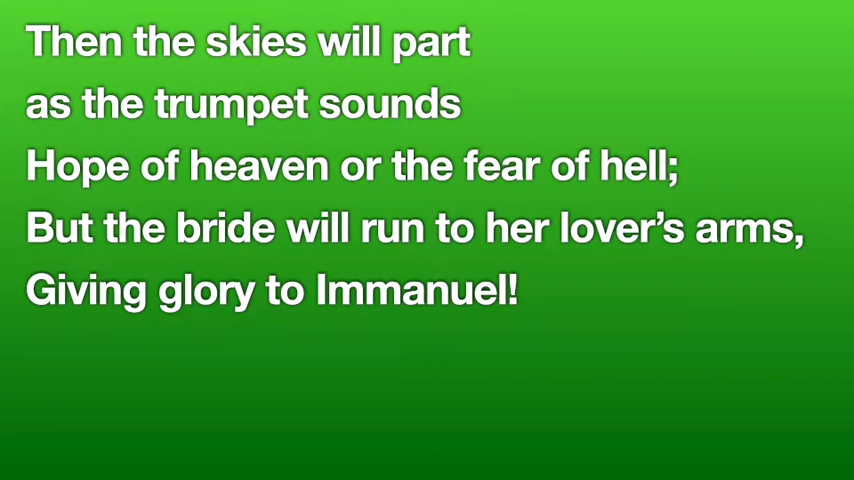 Then the skies will part
as the trumpet sounds
Hope of heaven or the fear of hell;
But the bride will run to her lover’s arms,
Giving glory to Immanuel!